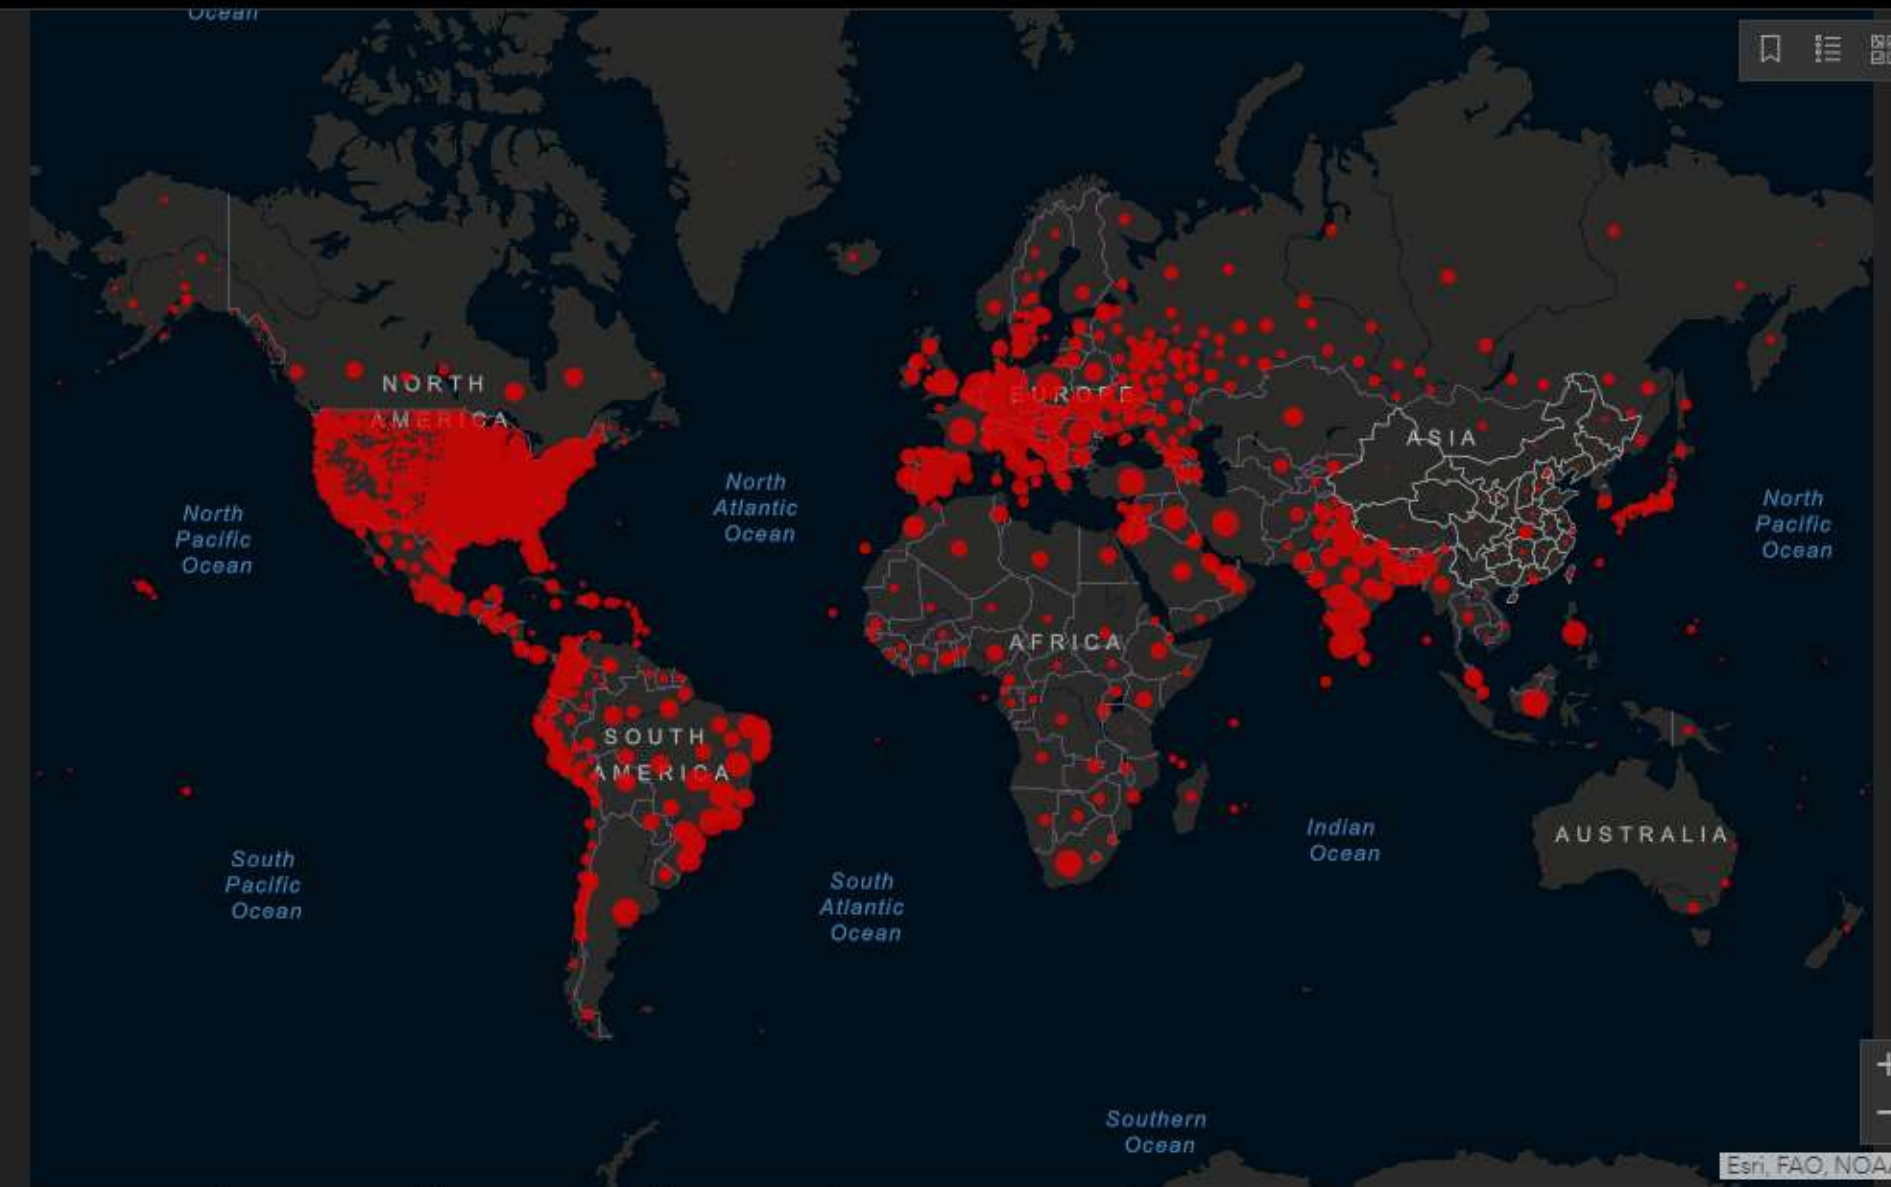 Ocean
NORTH
AMERICA
EUROPE
ASIA
North
Atlantic
Ocean
North
Pacific
Ocean
North
Pacific
Ocean
AFRICA
SOUTH
AMERICA
Indian
Ocean
AUSTRALIA
South
Pacific
Ocean
South
Atlantic
Ocean
Southern
Ocean
Esri, FAO, NOAA